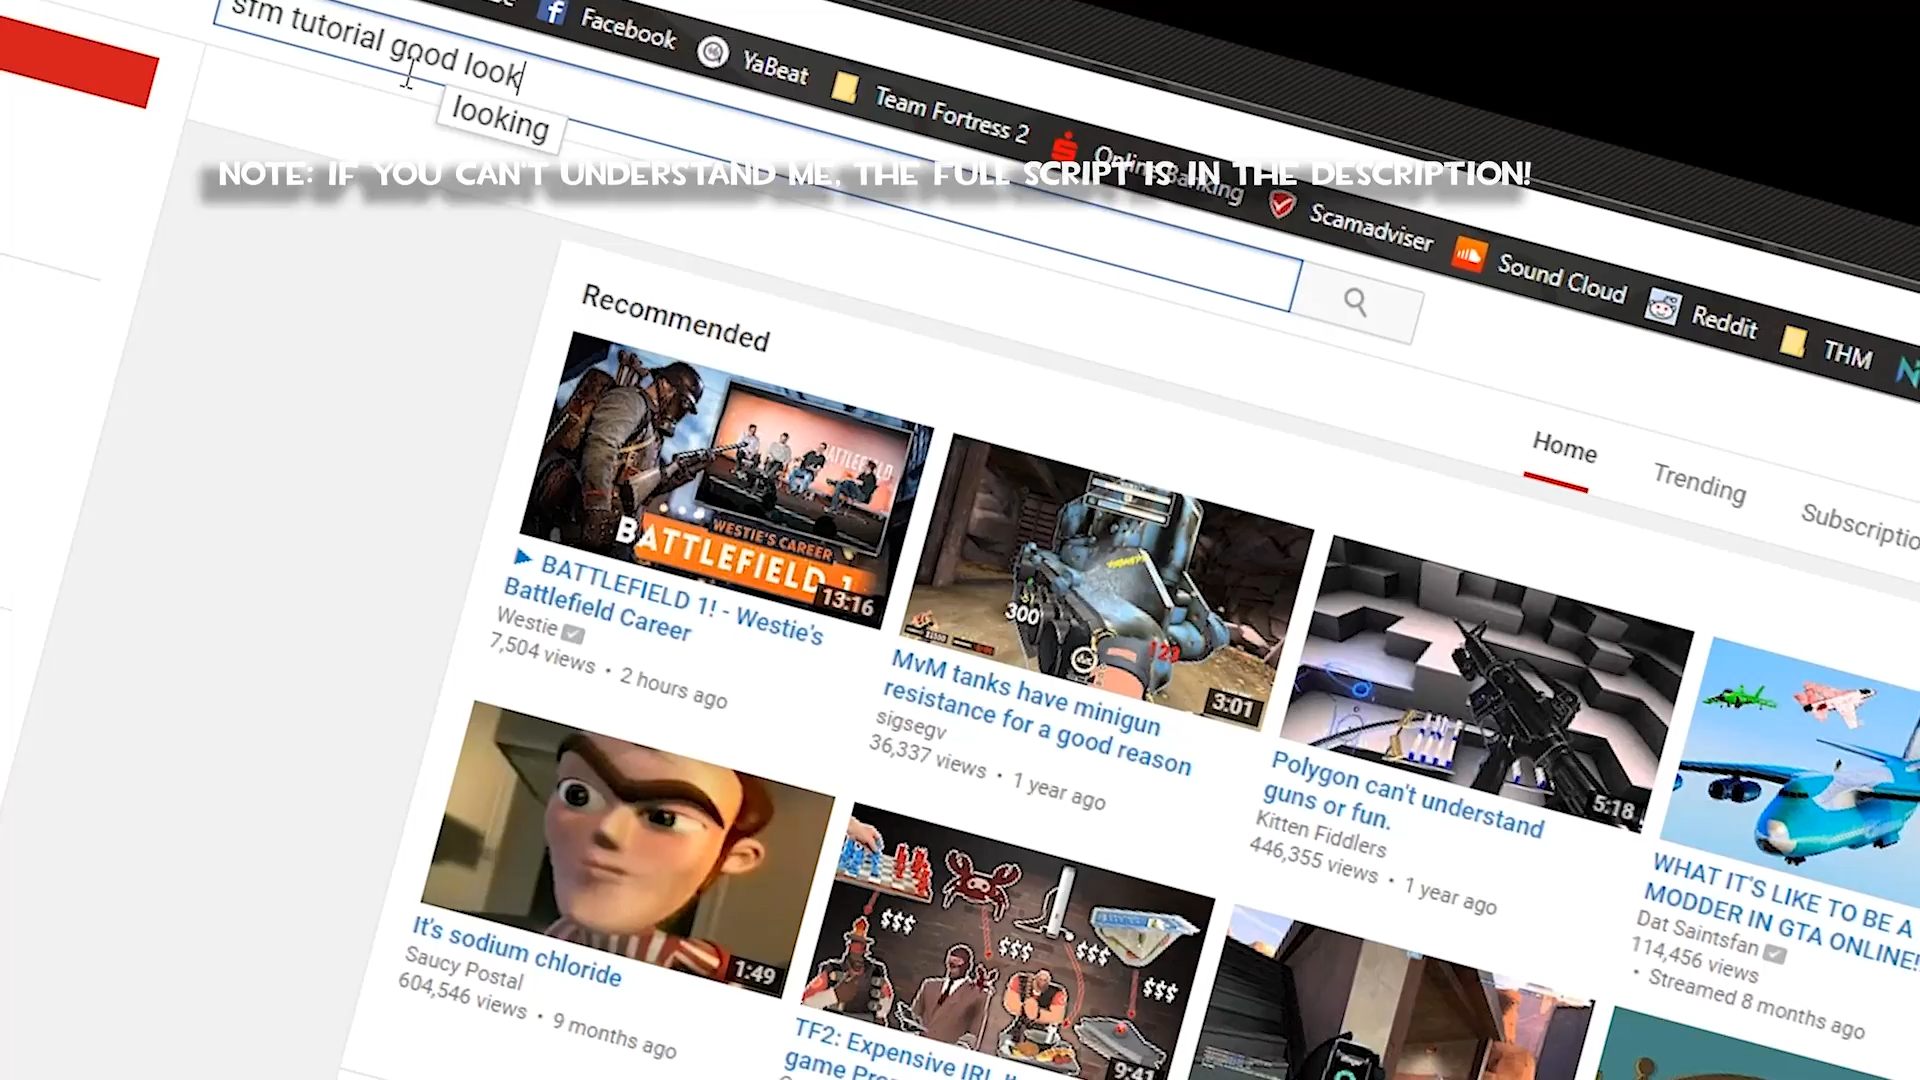 sfm tutorial good look
looking
Facebook
YaBeat
Team Fortress 2
Online Banking
Scamadviser
Sound Cloud
Reddit
THM
NOTE: IF YOU CAN'T UNDERSTAND ME, THE FULL SCRIPT IS IN THE DESCRIPTION!
Recommended
Home
Trending
BATTLEFIELD
WESTIE'S CAREER
BATTLEFIELD 1
13:16
▶ BATTLEFIELD 1! - Westie's
Battlefield Career
Westie
7,504 views • 2 hours ago
300
123
3:01
MvM tanks have minigun
resistance for a good reason
sigsegv
36,337 views • 1 year ago
5:18
Polygon can't understand
guns or fun.
Kitten Fiddlers
446,355 views • 1 year ago
WHAT IT'S LIKE TO BE A
MODDER IN GTA ONLINE!
Dat Saintsfan
114,456 views
• Streamed 8 months ago
1:49
It's sodium chloride
Saucy Postal
604,546 views • 9 months ago
$$$
$$$
$$$
$$$
9:41
TF2: Expensive IRL